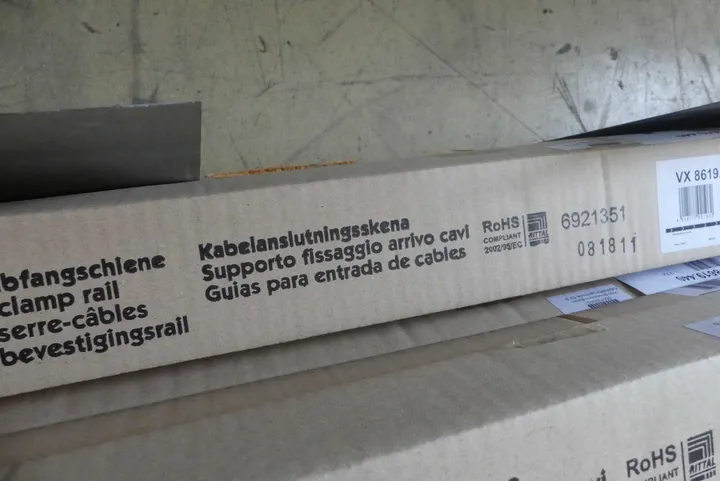 bfangschiene
clamp rail
serre-câbles
bevestigingsrail
Kabelanslutningsskena
Supporto fissaggio arrivo cavi
Guias para entrada de cables
RoHS
COMPLIANT
2002/95/EC
RITTAL
6921351
081811
VX 8619.
RoHS
COMPLIANT
RITTAL